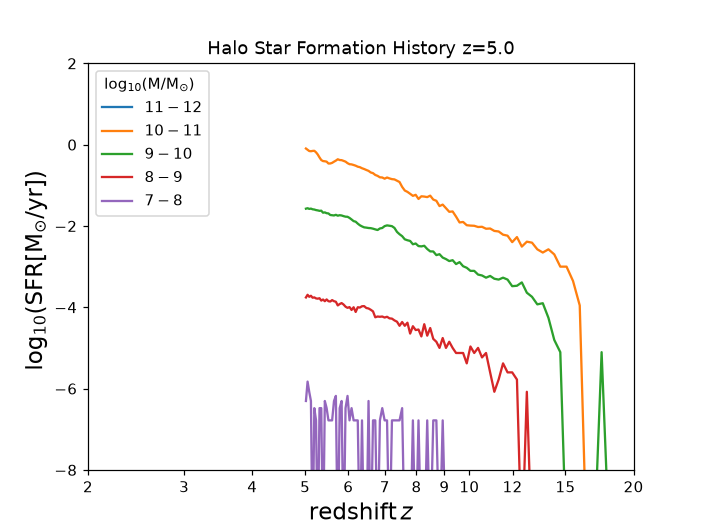 Halo Star Formation History z=5.0
log₁₀(SFR[M⊙/yr])
2
0
−2
−4
−6
−8
log₁₀(M/M⊙)
11 − 12
10 − 11
9 − 10
8 − 9
7 − 8
2 3 4 5 6 7 8 9 10 12 15 20
redshift z